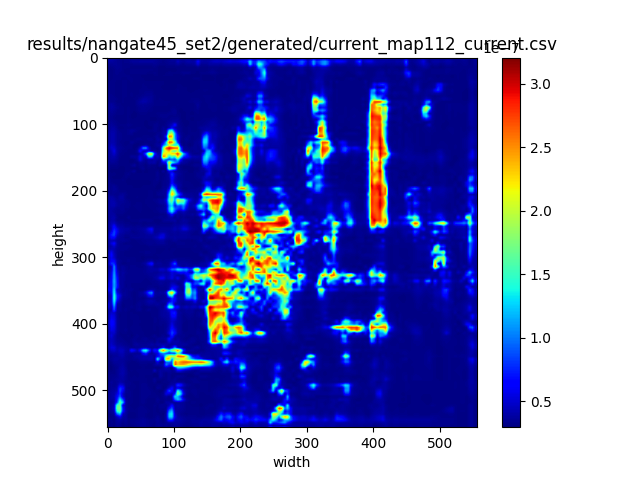 results/nangate45_set2/generated/current_map112_current.csv
1e−7
0
100
200
300
400
500
height
0 100 200 300 400 500
width
3.0
2.5
2.0
1.5
1.0
0.5